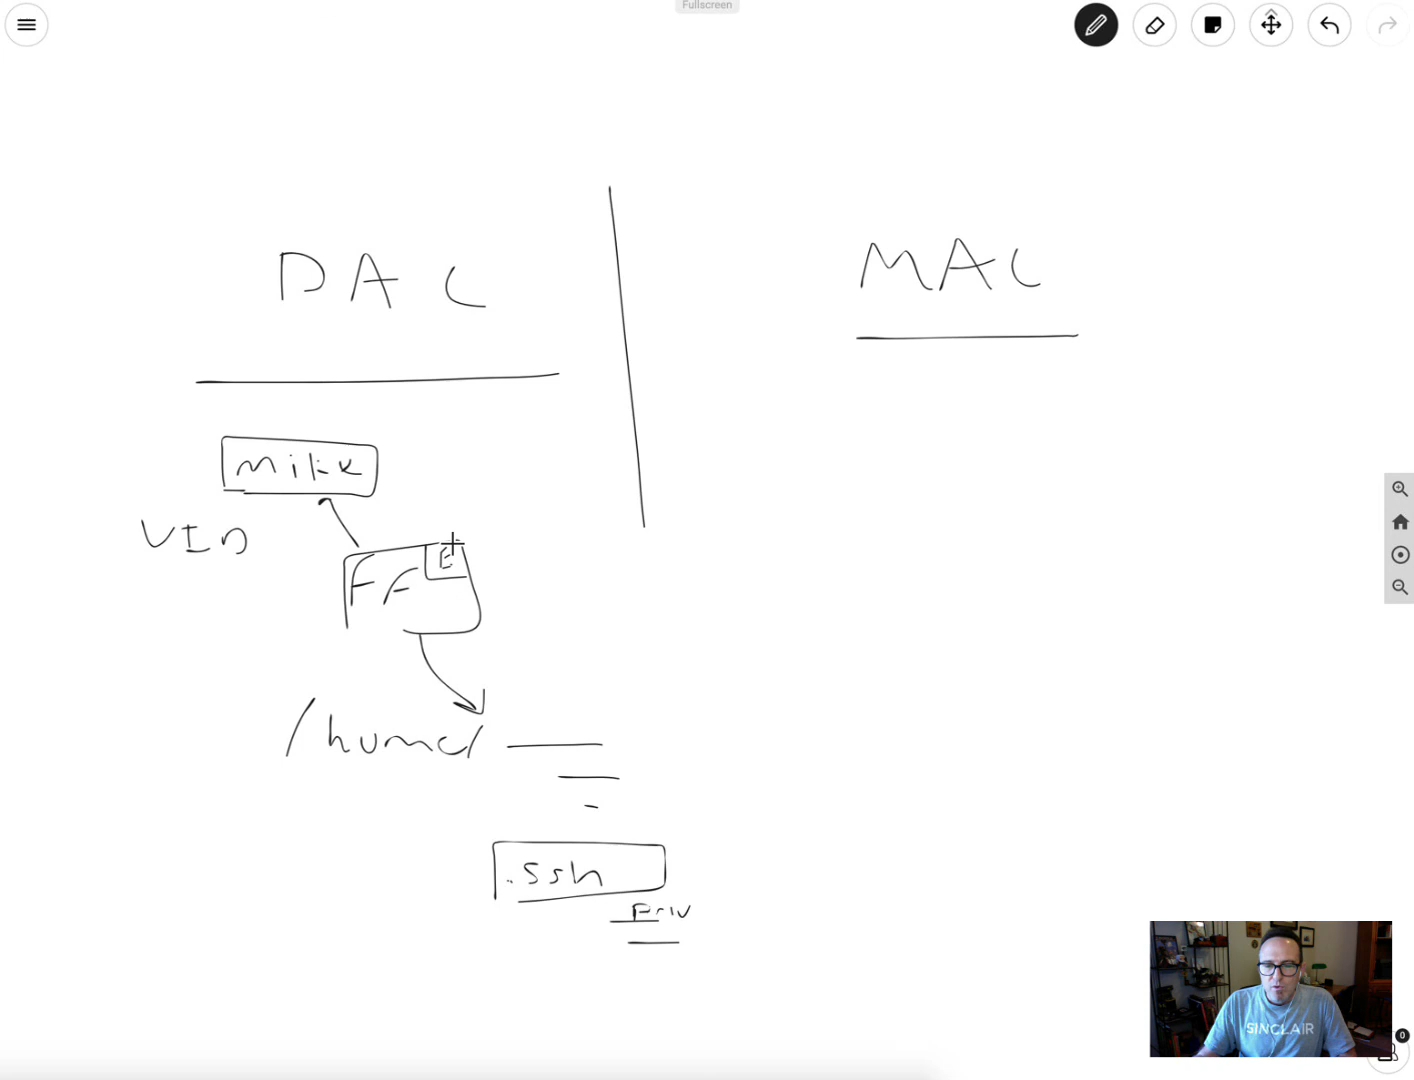 Fullscreen
DAC
MAC
Mike
UID
FF E
/home/
.ssh
Priv
SINCLAIR
0